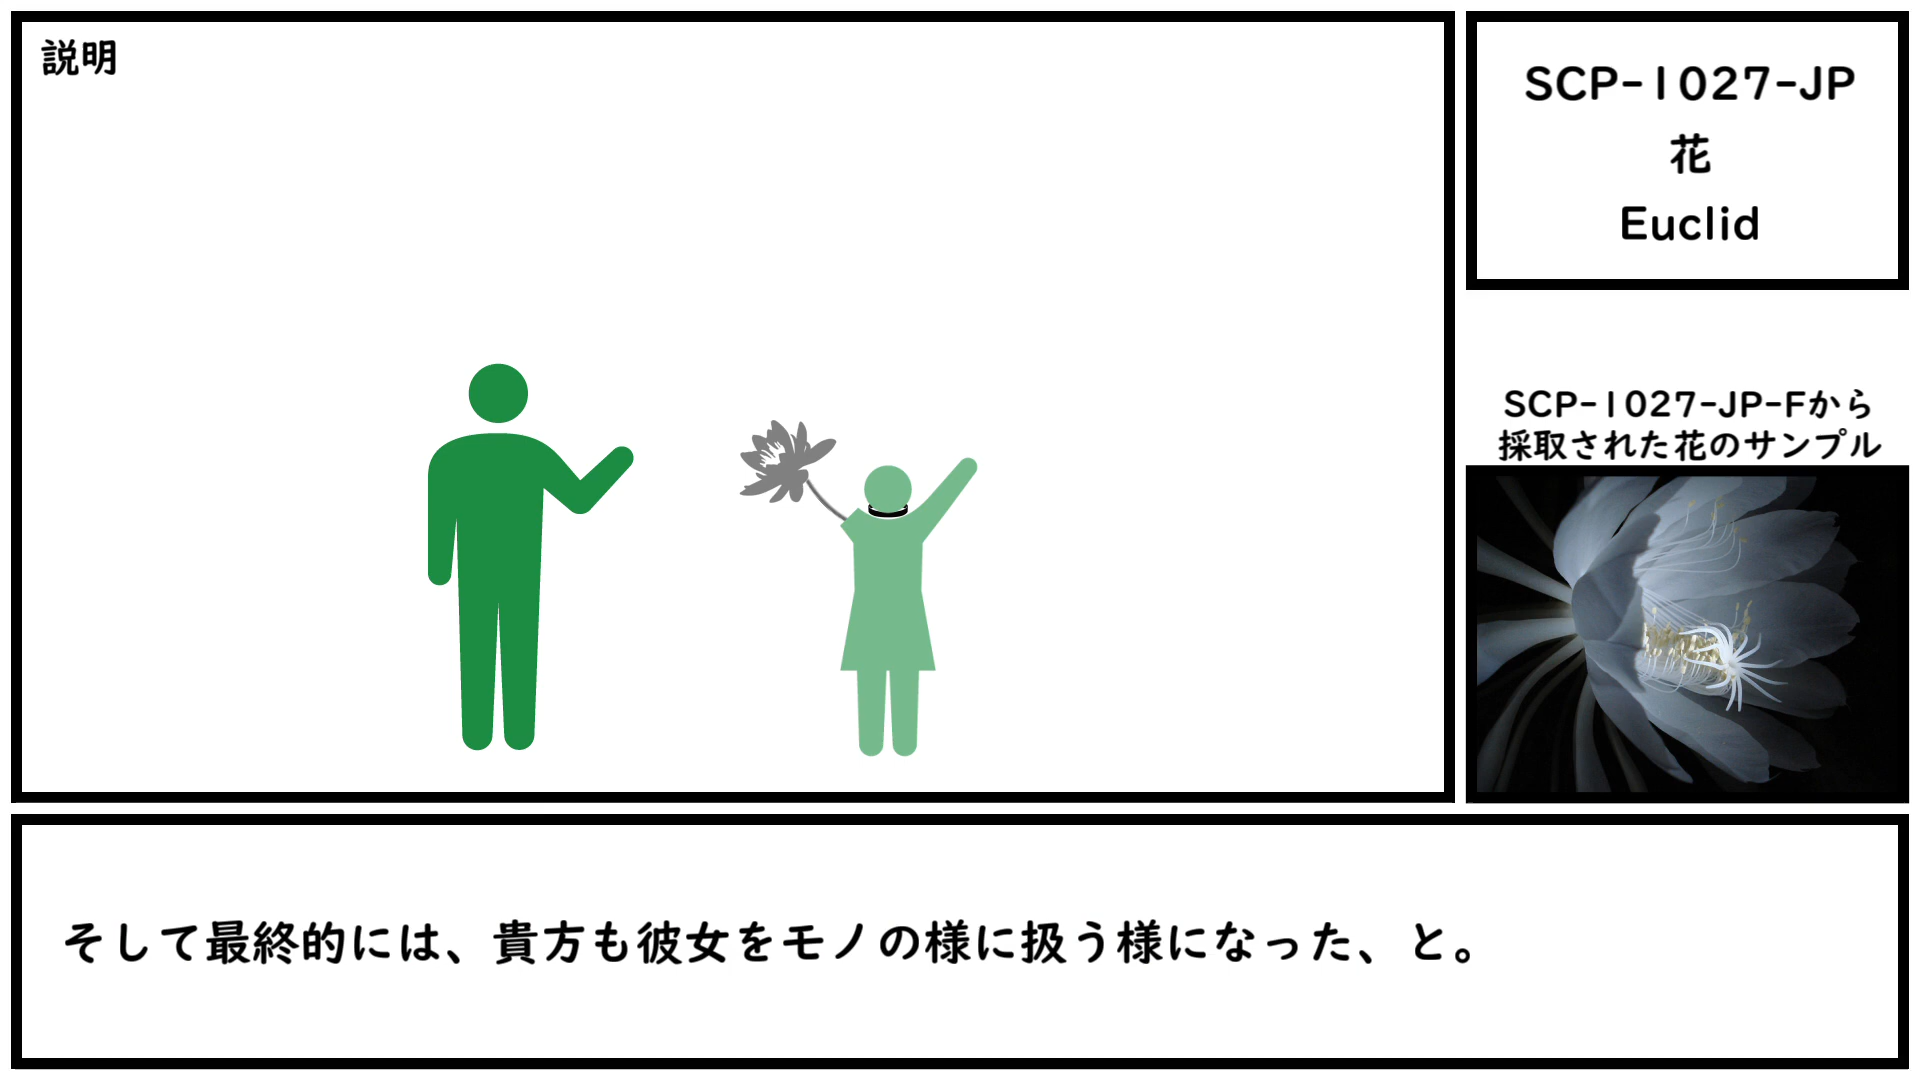 説明
SCP-1027-JP
花
Euclid
SCP-1027-JP-Fから
採取された花のサンプル
そして最終的には、貴方も彼女をモノの様に扱う様になった、と。